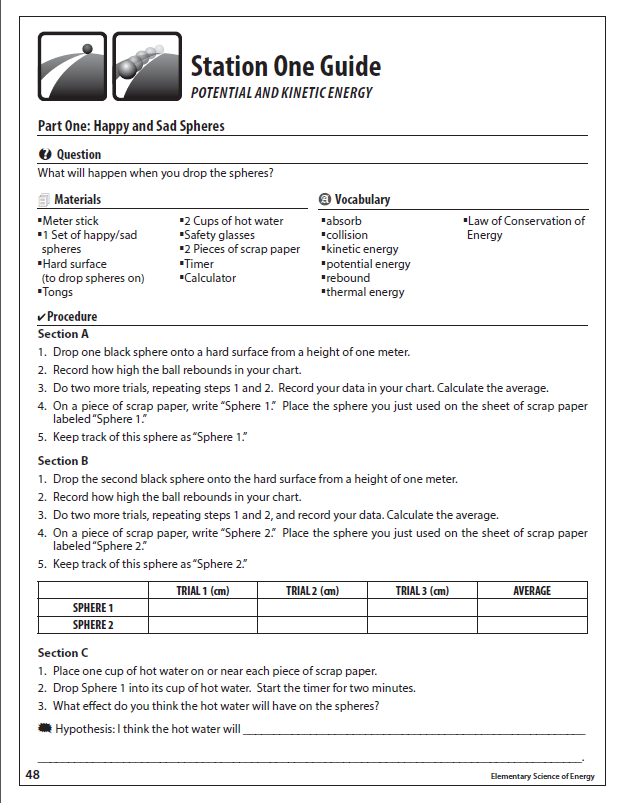 Station One Guide
POTENTIAL AND KINETIC ENERGY
Part One: Happy and Sad Spheres
? Question
What will happen when you drop the spheres?
Materials
▪Meter stick
▪1 Set of happy/sad
spheres
▪Hard surface
(to drop spheres on)
▪Tongs
▪2 Cups of hot water
▪Safety glasses
▪2 Pieces of scrap paper
▪Timer
▪Calculator
a Vocabulary
▪absorb
▪collision
▪kinetic energy
▪potential energy
▪rebound
▪thermal energy
▪Law of Conservation of
Energy
✔Procedure
Section A
1. Drop one black sphere onto a hard surface from a height of one meter.
2. Record how high the ball rebounds in your chart.
3. Do two more trials, repeating steps 1 and 2. Record your data in your chart. Calculate the average.
4. On a piece of scrap paper, write “Sphere 1.” Place the sphere you just used on the sheet of scrap paper
labeled “Sphere 1.”
5. Keep track of this sphere as “Sphere 1.”
Section B
1. Drop the second black sphere onto the hard surface from a height of one meter.
2. Record how high the ball rebounds in your chart.
3. Do two more trials, repeating steps 1 and 2, and record your data. Calculate the average.
4. On a piece of scrap paper, write “Sphere 2.” Place the sphere you just used on the sheet of scrap paper
labeled “Sphere 2.”
5. Keep track of this sphere as “Sphere 2.”
TRIAL 1 (cm) TRIAL 2 (cm) TRIAL 3 (cm) AVERAGE
SPHERE 1
SPHERE 2
Section C
1. Place one cup of hot water on or near each piece of scrap paper.
2. Drop Sphere 1 into its cup of hot water. Start the timer for two minutes.
3. What effect do you think the hot water will have on the spheres?
Hypothesis: I think the hot water will ______________________________
______________________________.
48 Elementary Science of Energy